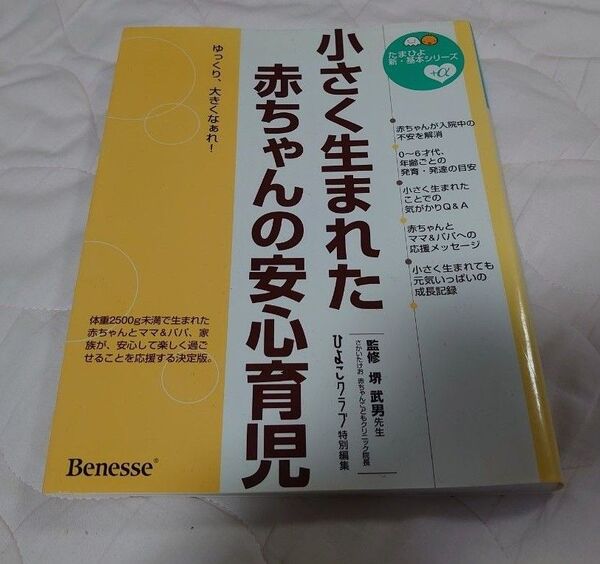 たまひよ
新・基本シリーズ
+α
小さく生まれた
赤ちゃんの安心育児
ゆっくり、大きくなぁれ！
赤ちゃんが入院中の
不安を解消
0～6才代、
年齢ごとの
発育・発達の目安
小さく生まれた
ことでの
気がかりQ&A
赤ちゃんと
ママ&パパへの
応援メッセージ
小さく生まれても
元気いっぱいの
成長記録
監修 堺 武男先生
さかいたけお 赤ちゃんこどもクリニック院長
ひよこクラブ特別編集
体重2500g未満で生まれた
赤ちゃんとママ&パパ、家
族が、安心して楽しく過ご
せることを応援する決定版。
Benesse®